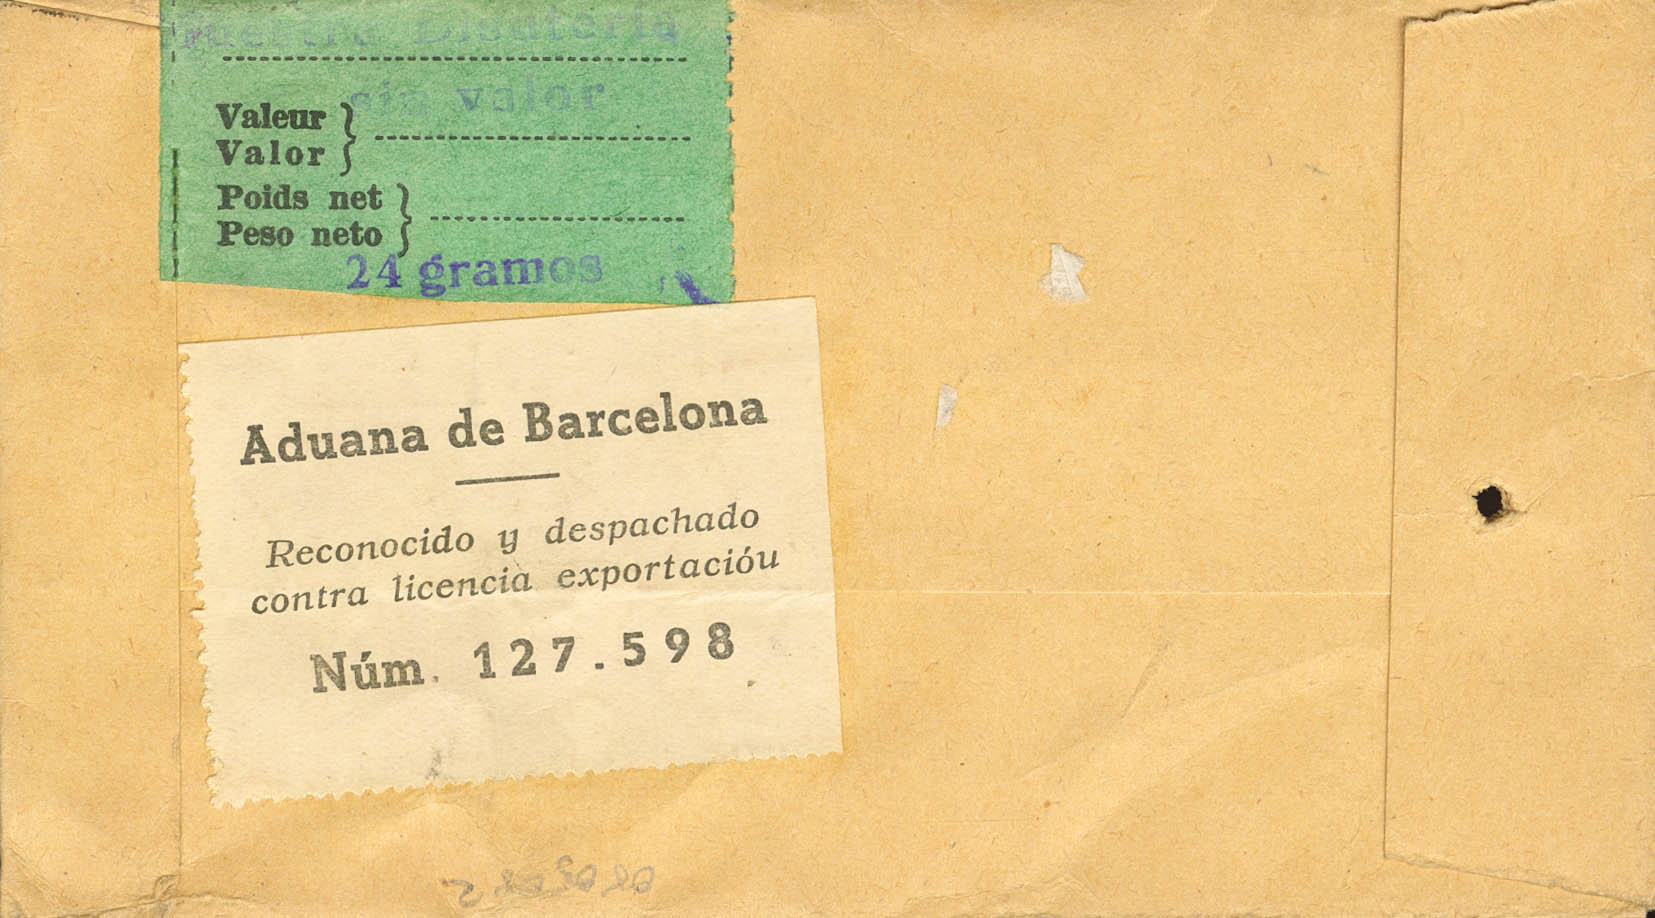 Muestra Bisuteria
sin valor
Valeur
Valor
Poids net
Peso neto
24 gramos
Aduana de Barcelona
Reconocido y despachado
contra licencia exportacióu
Núm. 127.598